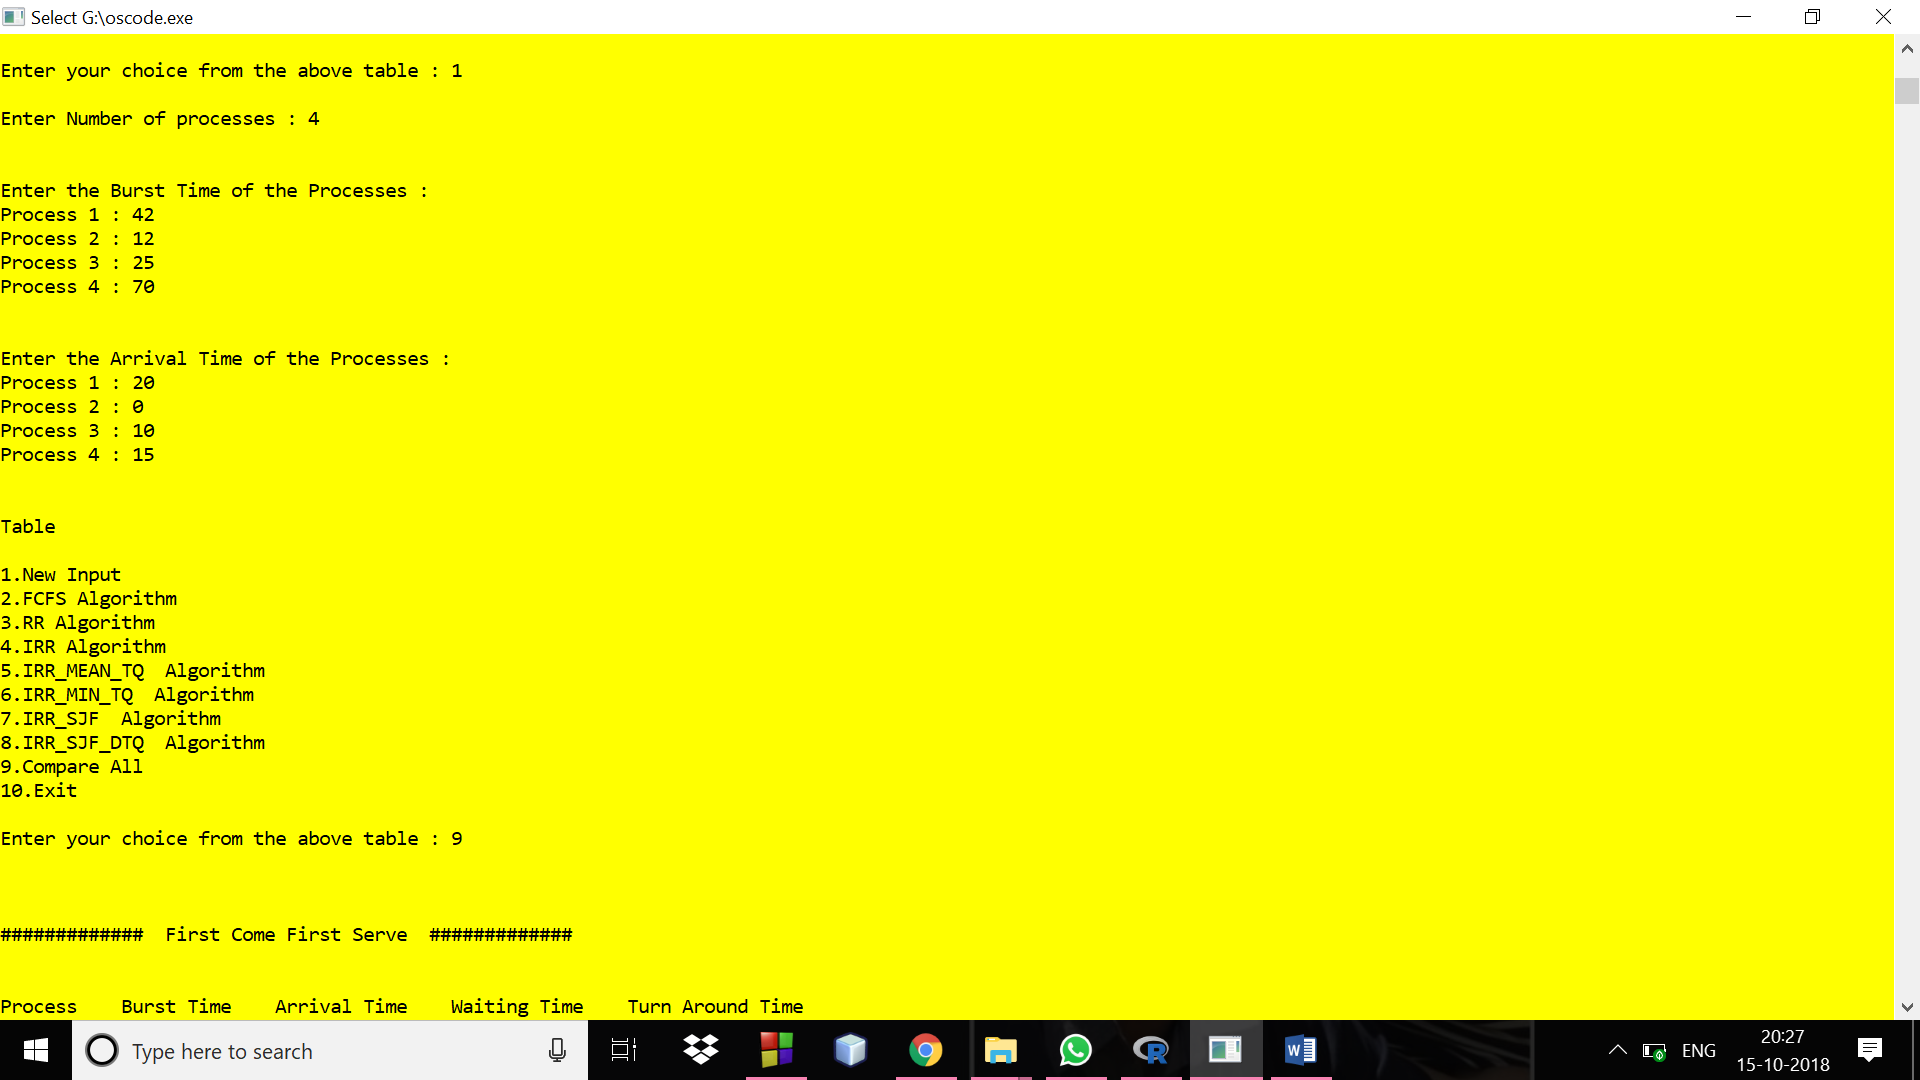 Select G:\oscode.exe
Enter your choice from the above table : 1
Enter Number of processes : 4
Enter the Burst Time of the Processes :
Process 1 : 42
Process 2 : 12
Process 3 : 25
Process 4 : 70
Enter the Arrival Time of the Processes :
Process 1 : 20
Process 2 : 0
Process 3 : 10
Process 4 : 15
Table
1.New Input
2.FCFS Algorithm
3.RR Algorithm
4.IRR Algorithm
5.IRR_MEAN_TQ  Algorithm
6.IRR_MIN_TQ  Algorithm
7.IRR_SJF  Algorithm
8.IRR_SJF_DTQ  Algorithm
9.Compare All
10.Exit
Enter your choice from the above table : 9
#############  First Come First Serve  #############
Process    Burst Time    Arrival Time    Waiting Time    Turn Around Time
Type here to search
ENG
20:27
15-10-2018